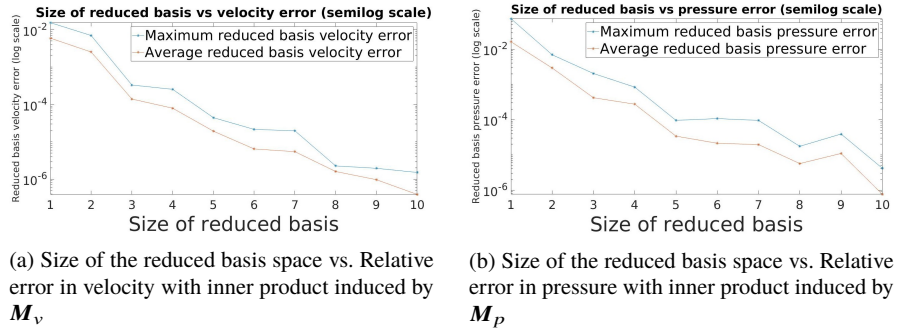 Size of reduced basis vs velocity error (semilog scale)
Reduced basis velocity error (log scale)
10^-2
10^-4
10^-6
Maximum reduced basis velocity error
Average reduced basis velocity error
1 2 3 4 5 6 7 8 9 10
Size of reduced basis
(a) Size of the reduced basis space vs. Relative
error in velocity with inner product induced by
M_v
Size of reduced basis vs pressure error (semilog scale)
Reduced basis pressure error (log scale)
10^-2
10^-4
10^-6
Maximum reduced basis pressure error
Average reduced basis pressure error
1 2 3 4 5 6 7 8 9 10
Size of reduced basis
(b) Size of the reduced basis space vs. Relative
error in pressure with inner product induced by
M_p